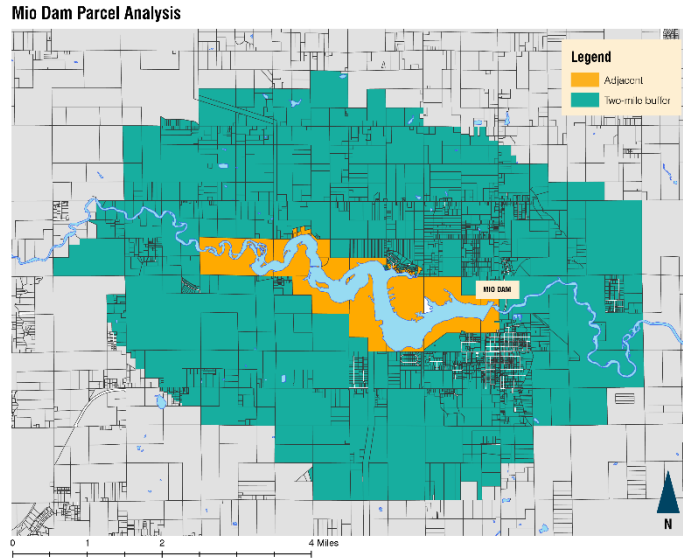 Mio Dam Parcel Analysis
Legend
Adjacent
Two-mile buffer
MIO DAM
N
0 1 2 4 Miles